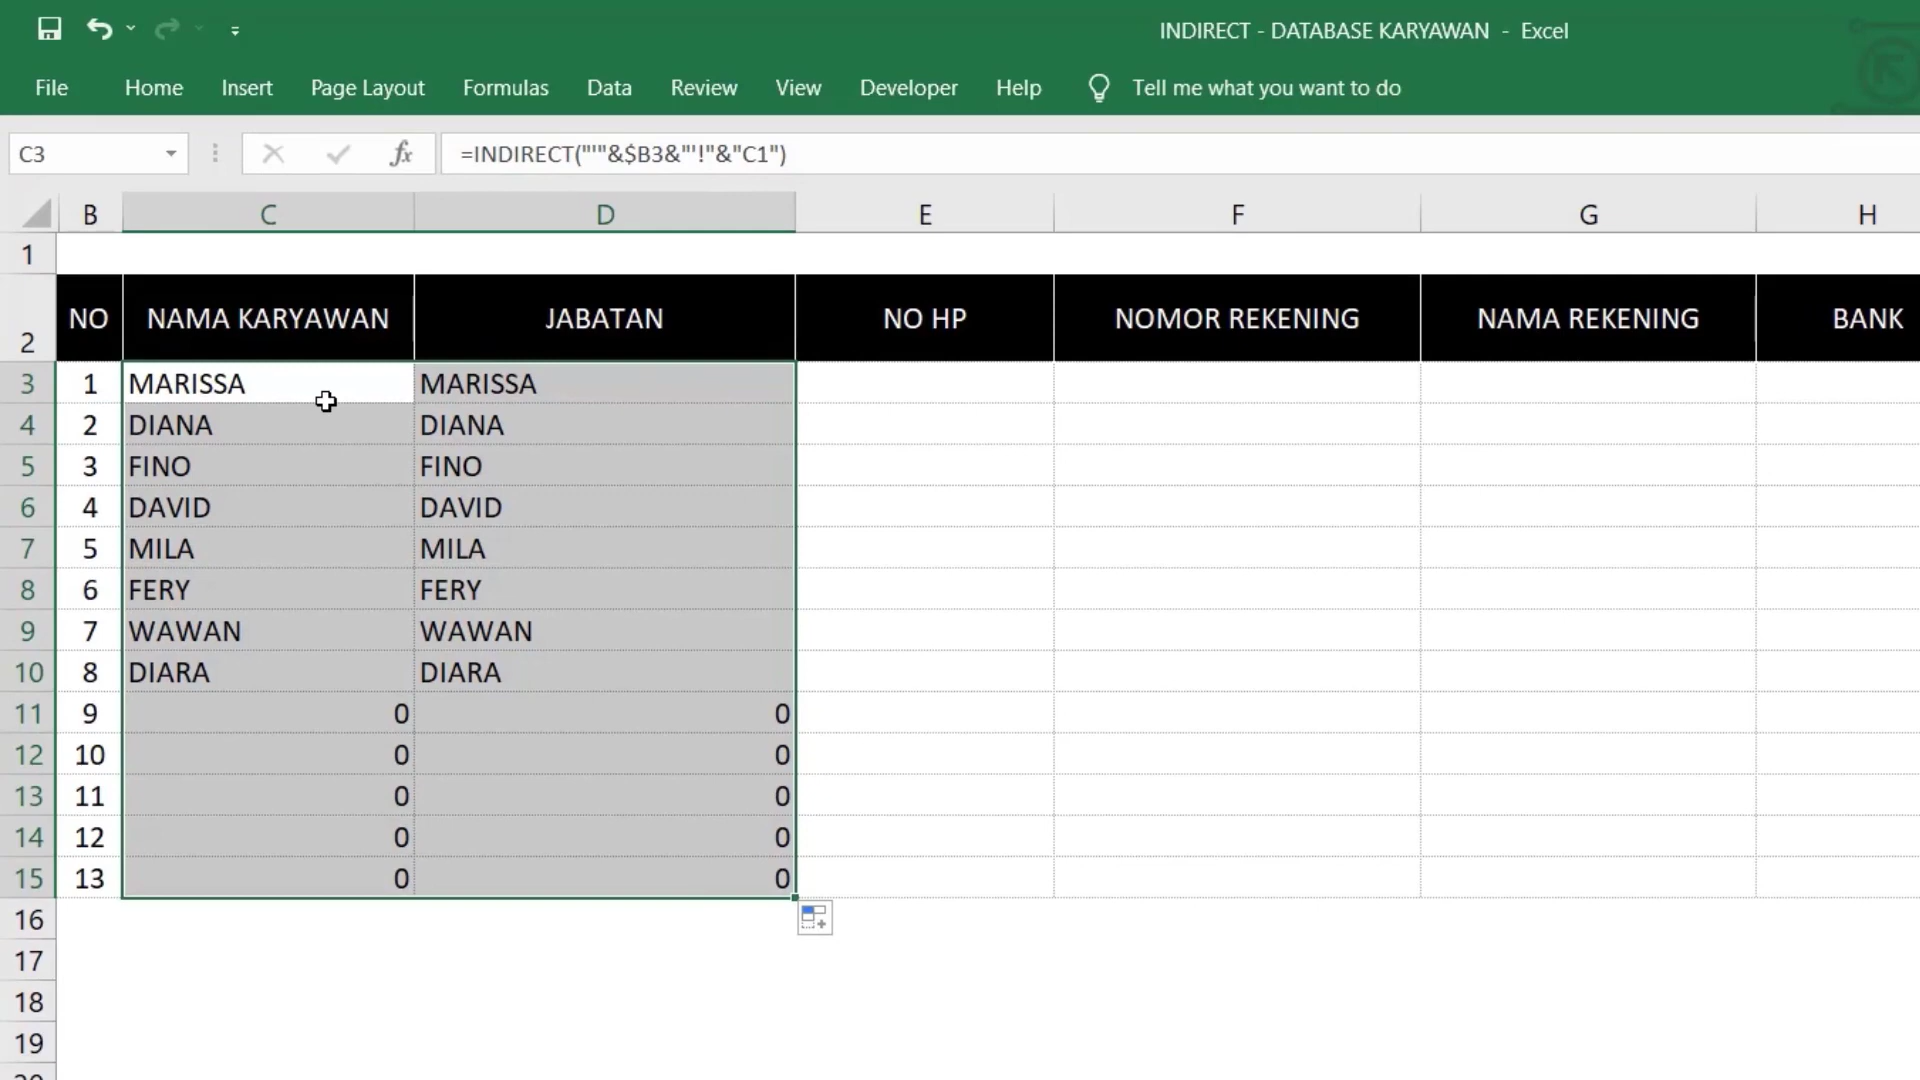 INDIRECT - DATABASE KARYAWAN - Excel
File Home Insert Page Layout Formulas Data Review View Developer Help Tell me what you want to do
C3 fx =INDIRECT("'"&$B3&"'!"&"C1")
B C D E F G H
1
2 NO NAMA KARYAWAN JABATAN NO HP NOMOR REKENING NAMA REKENING BANK
3 1 MARISSA MARISSA
4 2 DIANA DIANA
5 3 FINO FINO
6 4 DAVID DAVID
7 5 MILA MILA
8 6 FERY FERY
9 7 WAWAN WAWAN
10 8 DIARA DIARA
11 9 0 0
12 10 0 0
13 11 0 0
14 12 0 0
15 13 0 0
16
17
18
19